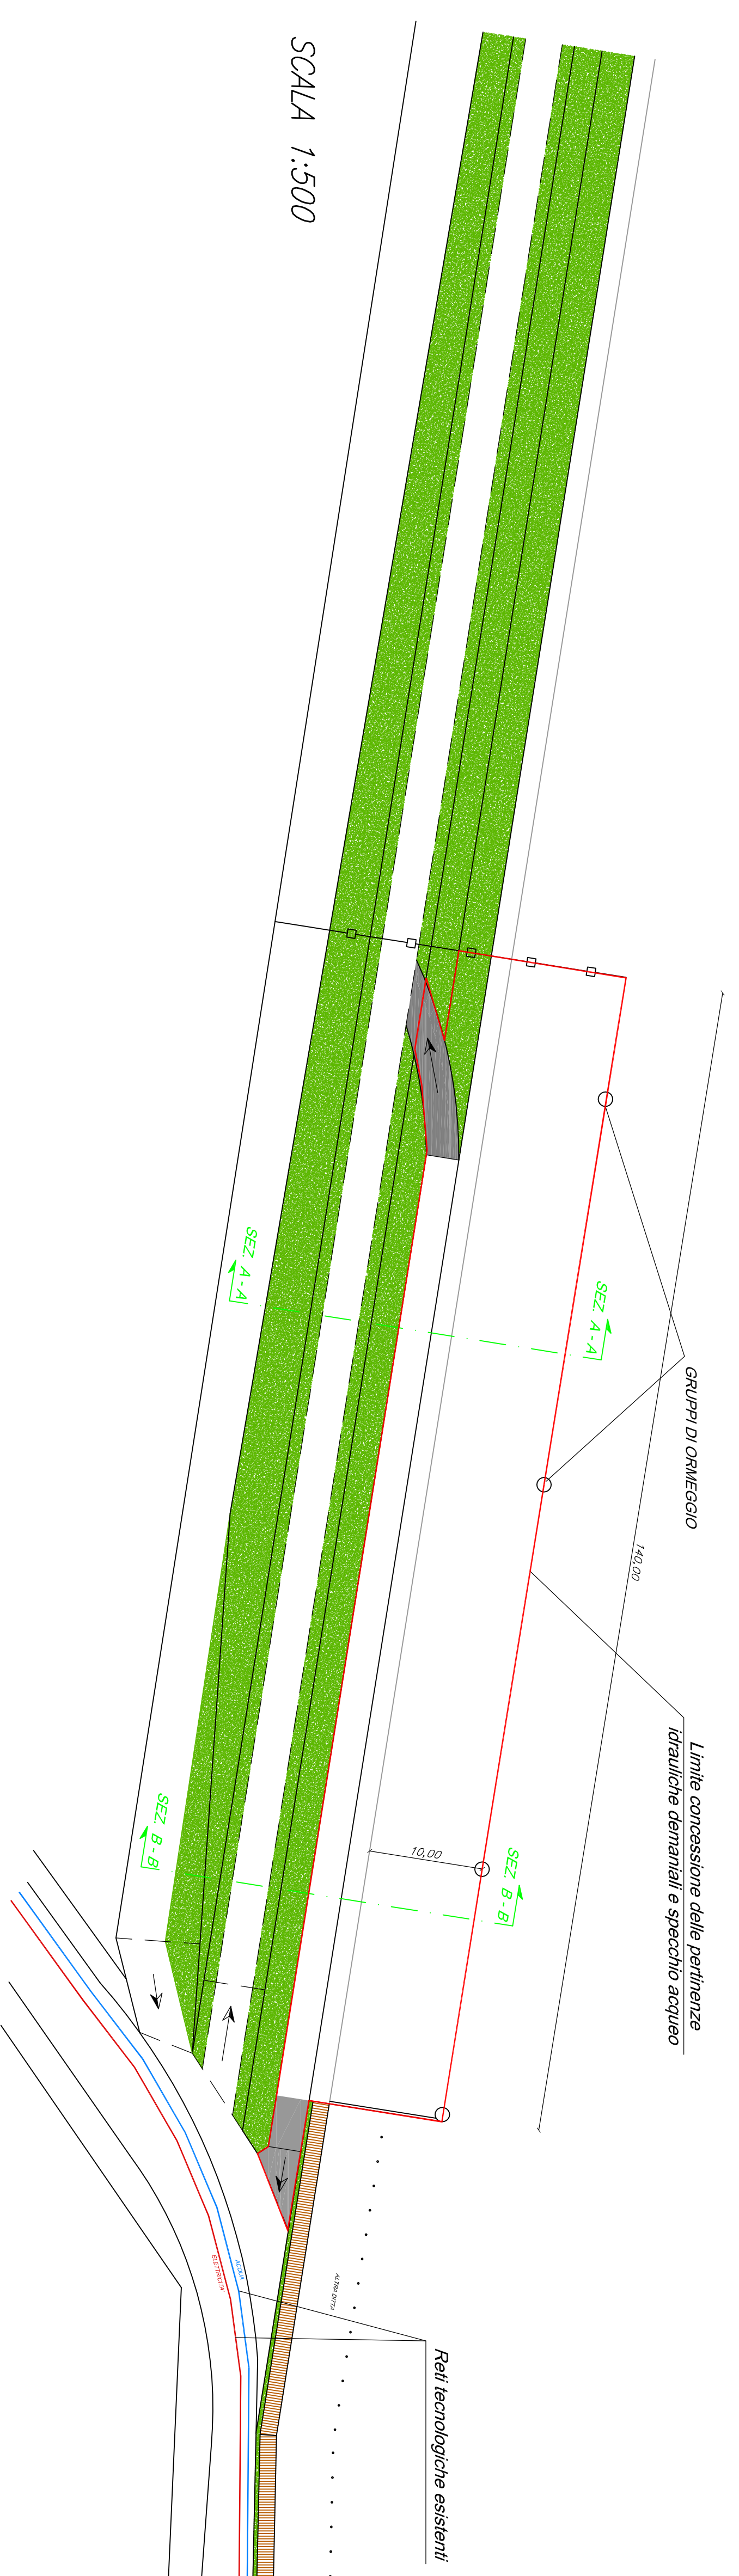 SCALA 1:500
SEZ. A - A
SEZ. A - A
GRUPPI DI ORMEGGIO
140,00
Limite concessione delle pertinenze
idrauliche demaniali e specchio acqueo
10,00
SEZ. B - B
SEZ. B - B
ALTRA DITTA
AQCUA
ELETTRICITA'
Reti tecnologiche esistenti